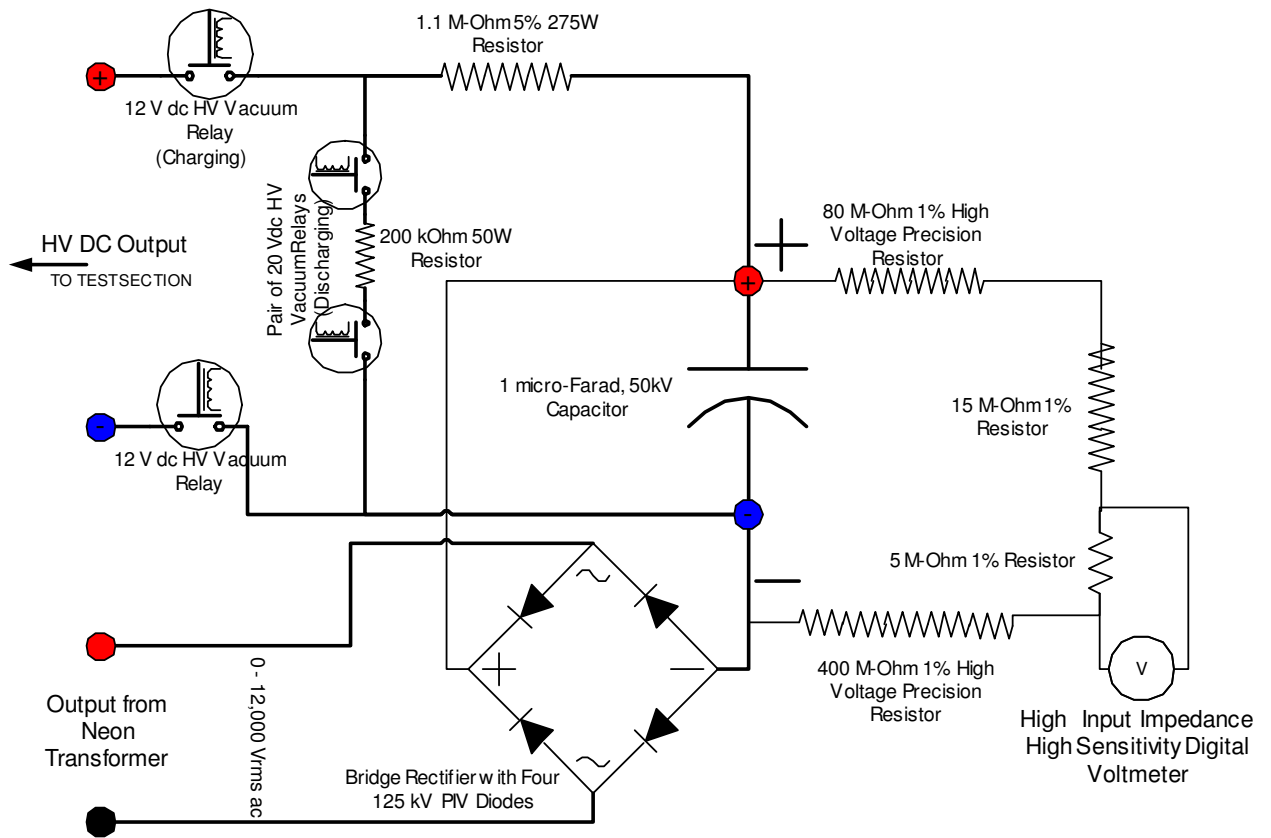 1.1 M-Ohm 5% 275W
Resistor
+
12 V dc HV Vacuum
Relay
(Charging)
Pair of 20 Vdc HV
VacuumRelays
(Discharging)
200 kOhm 50W
Resistor
HV DC Output
TO TESTSECTION
80 M-Ohm 1% High
Voltage Precision
Resistor
+
+
1 micro-Farad, 50kV
Capacitor
15 M-Ohm 1%
Resistor
-
12 V dc HV Vacuum
Relay
-
5 M-Ohm 1% Resistor
400 M-Ohm 1% High
Voltage Precision
Resistor
V
High Input Impedance
High Sensitivity Digital
Voltmeter
Output from
Neon
Transformer
0 - 12,000 Vrms ac
+
-
Bridge Rectifier with Four
125 kV PIV Diodes